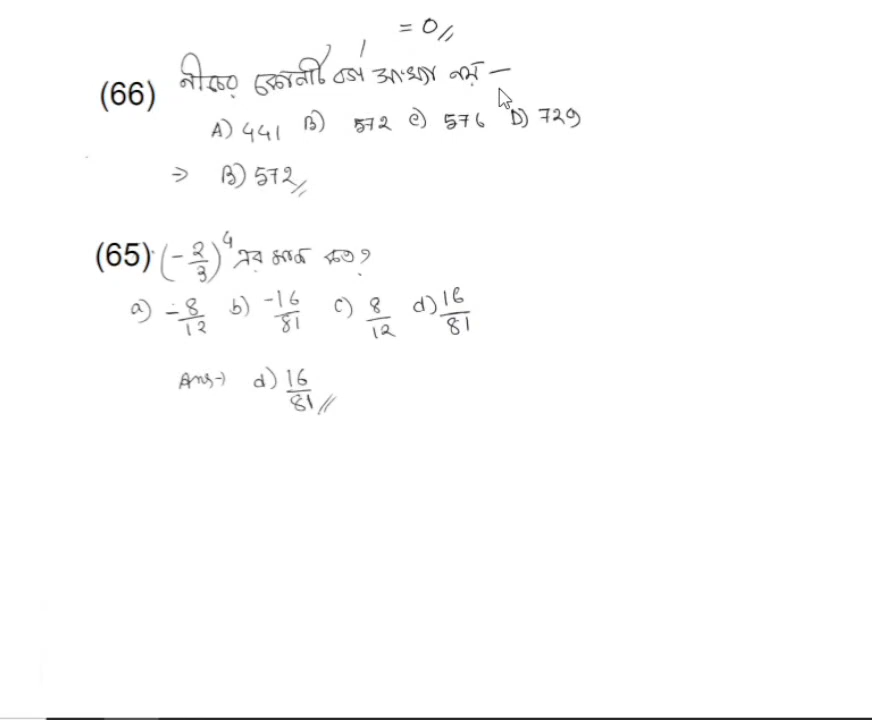 = 0//
(66) নীচের কোনটি বর্গ সংখ্যা নয় —
A) 441 B) 572 C) 576 D) 729
⇒ B) 572//
(65) (-2/3)^4 এর মান কত?
a) -8/12 b) -16/81 c) 8/12 d) 16/81
Ans→ d) 16/81//